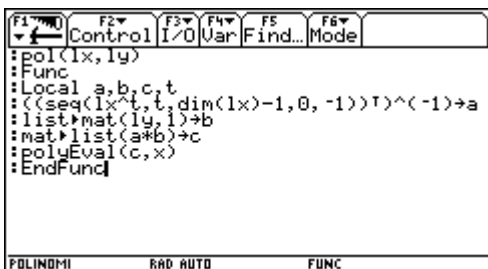 F1 F2▾ F3▾ F4▾ F5 F6▾
Control I/O Var Find… Mode
:pol(lx,ly)
:Func
:Local a,b,c,t
:((seq(lx^t,t,dim(lx)-1,0,-1))ᵀ)^(-1)→a
:list▸mat(ly,1)→b
:mat▸list(a*b)→c
:polyEval(c,x)
:EndFunc
POLINOMI RAD AUTO FUNC